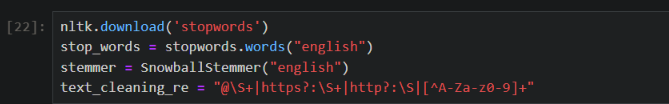 [22]: nltk.download('stopwords')
stop_words = stopwords.words("english")
stemmer = SnowballStemmer("english")
text_cleaning_re = "@\S+|https?:\S+|http?:\S|[^A-Za-z0-9]+"